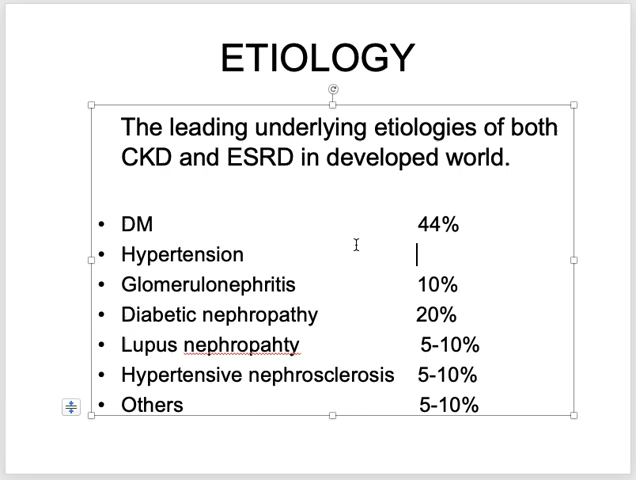 ETIOLOGY
The leading underlying etiologies of both
CKD and ESRD in developed world.
• DM 44%
• Hypertension
• Glomerulonephritis 10%
• Diabetic nephropathy 20%
• Lupus nephropahty 5-10%
• Hypertensive nephrosclerosis 5-10%
• Others 5-10%